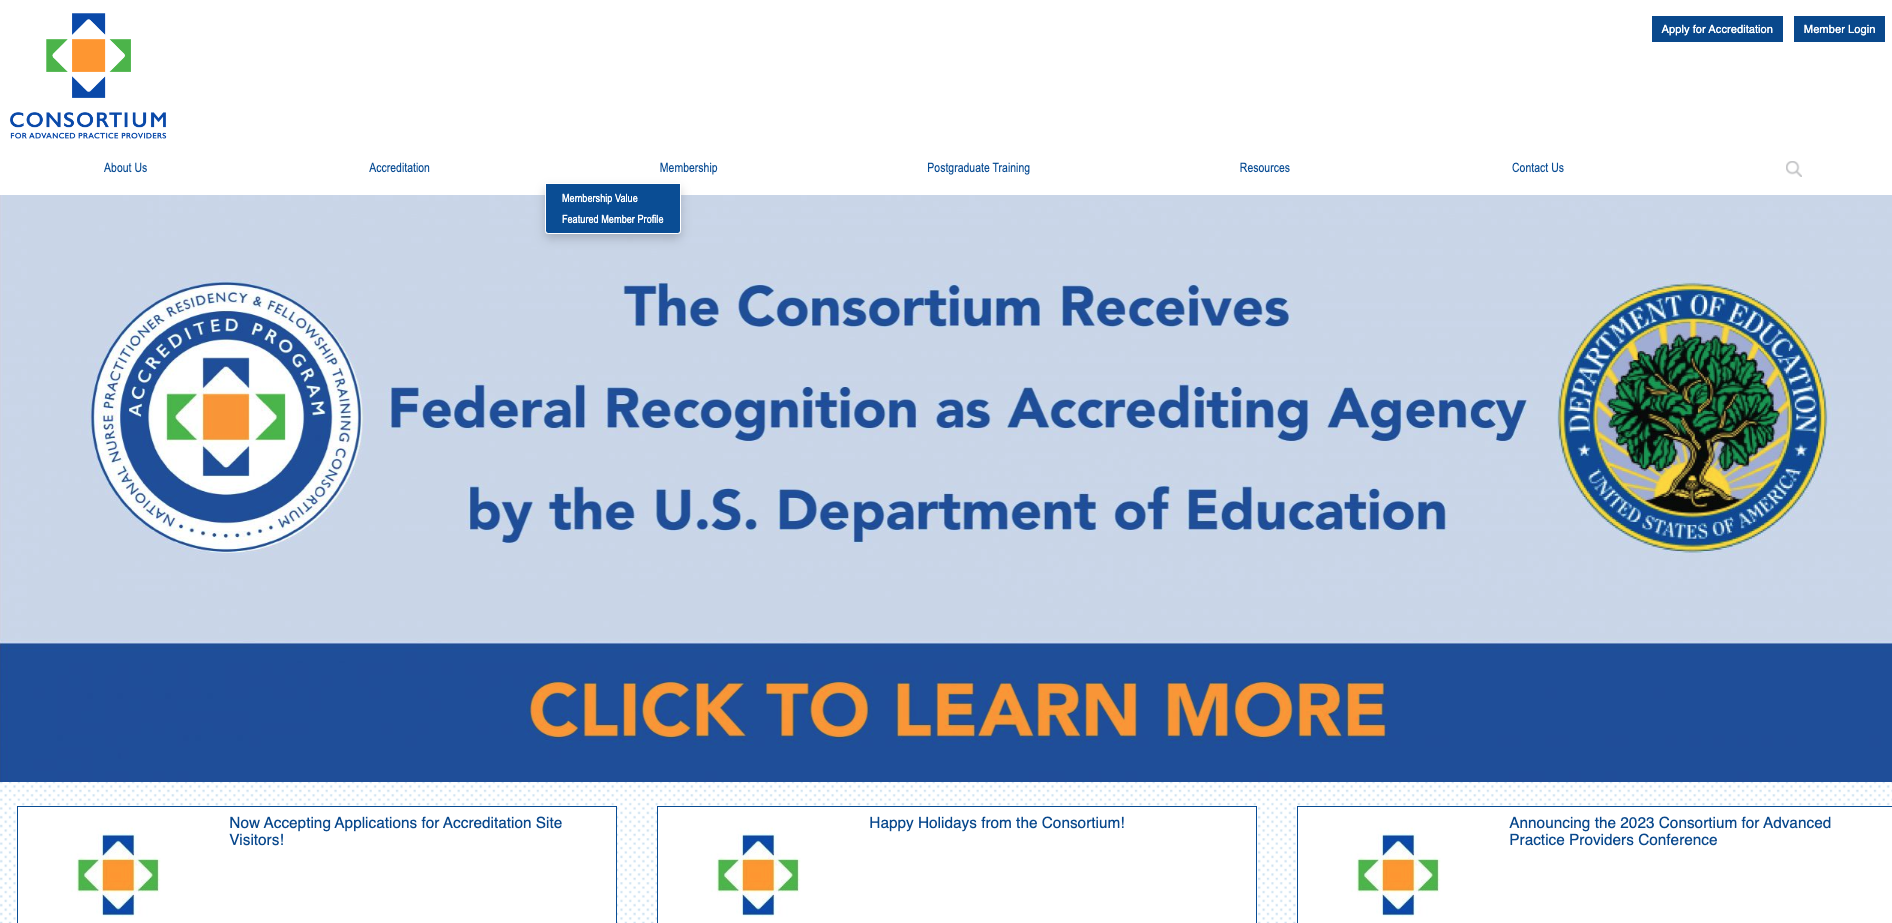 Apply for Accreditation
Member Login
CONSORTIUM
FOR ADVANCED PRACTICE PROVIDERS
About Us
Accreditation
Membership
Postgraduate Training
Resources
Contact Us
Membership Value
Featured Member Profile
NATIONAL NURSE PRACTITIONER RESIDENCY & FELLOWSHIP TRAINING CONSORTIUM
ACCREDITED PROGRAM
The Consortium Receives
Federal Recognition as Accrediting Agency
by the U.S. Department of Education
DEPARTMENT OF EDUCATION
UNITED STATES OF AMERICA
CLICK TO LEARN MORE
Now Accepting Applications for Accreditation Site
Visitors!
Happy Holidays from the Consortium!
Announcing the 2023 Consortium for Advanced
Practice Providers Conference